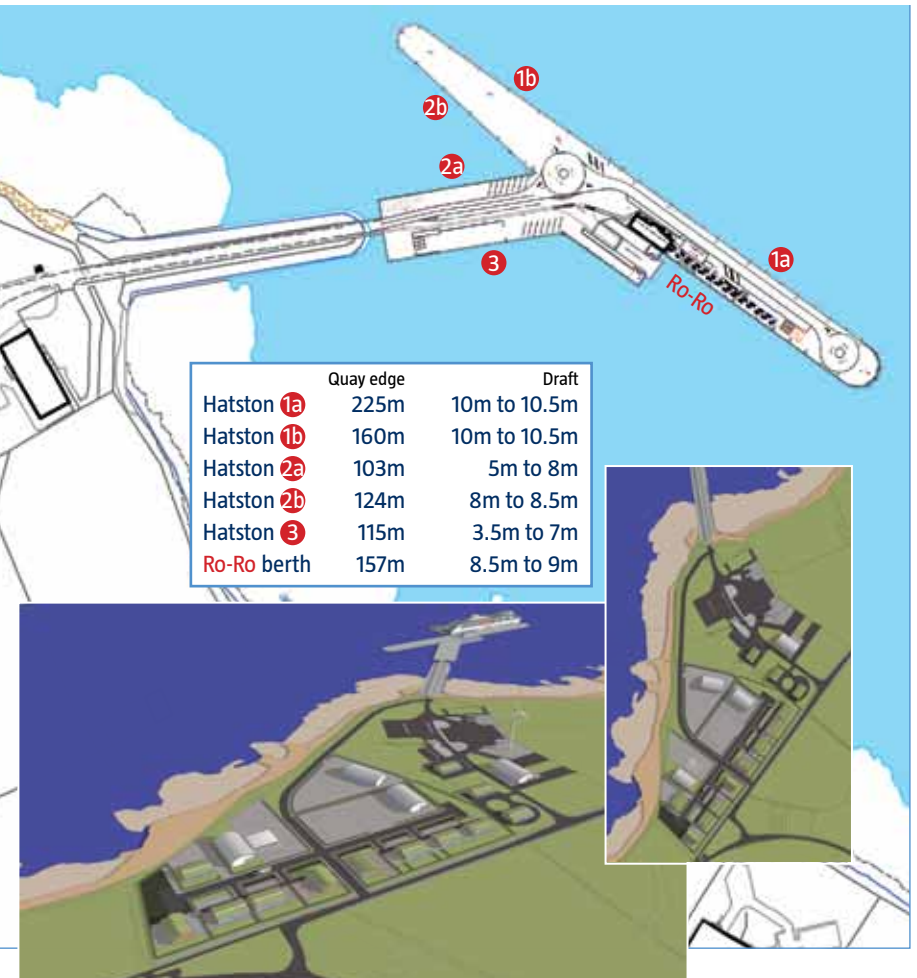 1b
2b
2a
3
1a
Ro-Ro
Quay edge Draft
Hatston 1a 225m 10m to 10.5m
Hatston 1b 160m 10m to 10.5m
Hatston 2a 103m 5m to 8m
Hatston 2b 124m 8m to 8.5m
Hatston 3 115m 3.5m to 7m
Ro-Ro berth 157m 8.5m to 9m